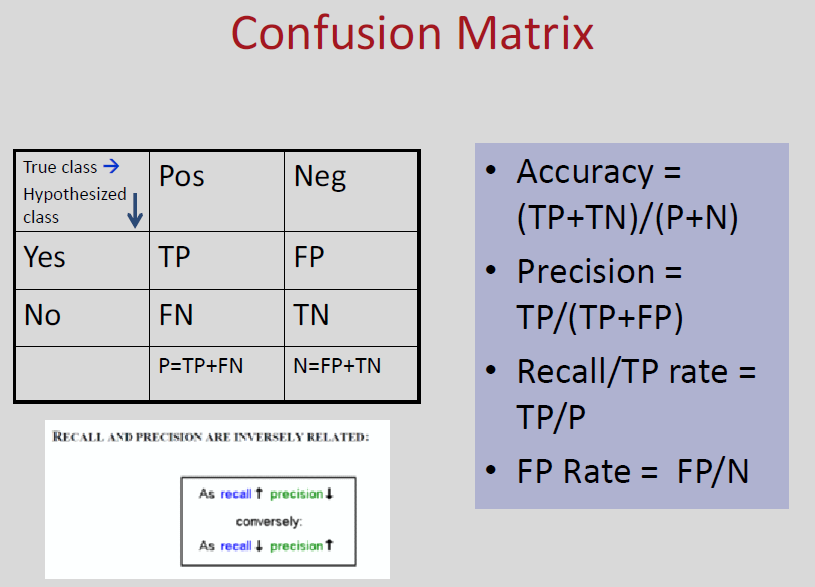 Confusion Matrix
True class → Pos Neg
Hypothesized
class ↓
Yes TP FP
No FN TN
P=TP+FN N=FP+TN
RECALL AND PRECISION ARE INVERSELY RELATED:
As recall ↑ precision ↓
conversely:
As recall ↓ precision ↑
• Accuracy =
(TP+TN)/(P+N)
• Precision =
TP/(TP+FP)
• Recall/TP rate =
TP/P
• FP Rate = FP/N